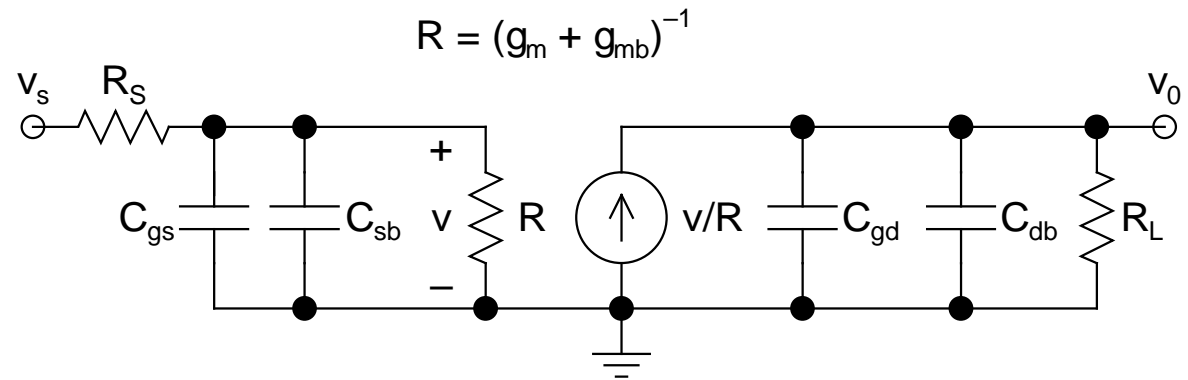 R = (g_m + g_mb)^–1
v_s
R_S
v_0
+
C_gs
C_sb
v
R
v/R
C_gd
C_db
R_L
–